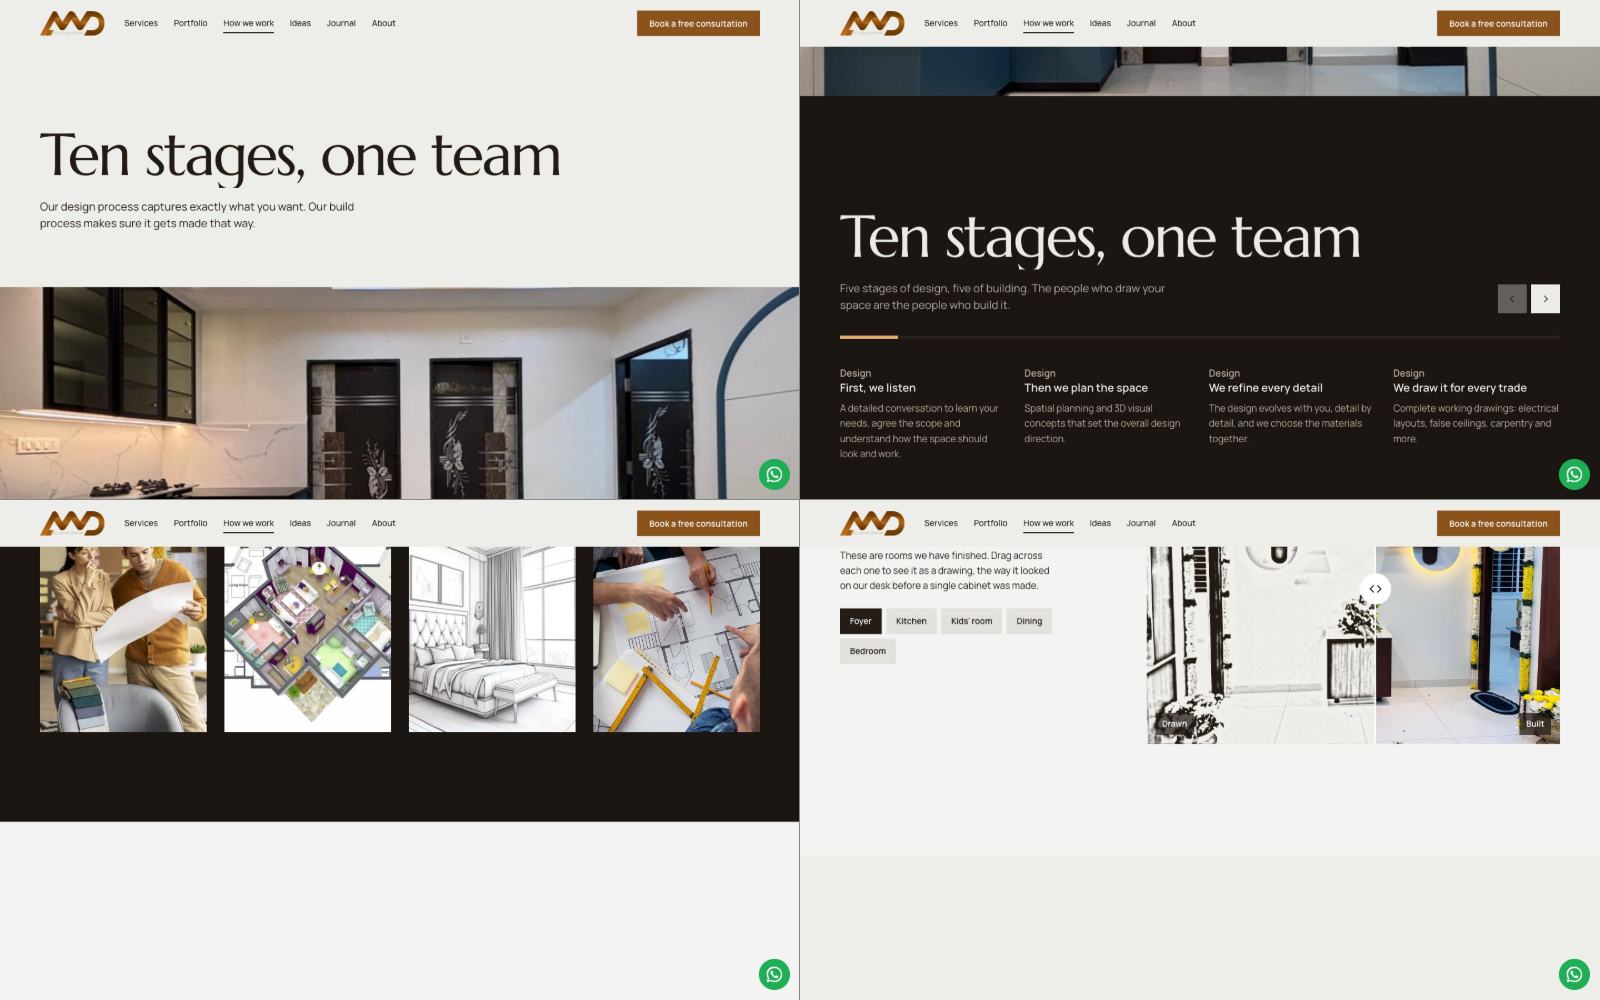 Services Portfolio How we work Ideas Journal About Book a free consultation
Ten stages, one team
Our design process captures exactly what you want. Our build
process makes sure it gets made that way.
Services Portfolio How we work Ideas Journal About Book a free consultation
Ten stages, one team
Five stages of design, five of building. The people who draw your
space are the people who build it.
Design
First, we listen
A detailed conversation to learn your
needs, agree the scope and
understand how the space should
look and work.
Design
Then we plan the space
Spatial planning and 3D visual
concepts that set the overall design
direction.
Design
We refine every detail
The design evolves with you, detail by
detail, and we choose the materials
together.
Design
We draw it for every trade
Complete working drawings: electrical
layouts, false ceilings, carpentry and
more.
Services Portfolio How we work Ideas Journal About Book a free consultation
Services Portfolio How we work Ideas Journal About Book a free consultation
These are rooms we have finished. Drag across
each one to see it as a drawing, the way it looked
on our desk before a single cabinet was made.
Foyer Kitchen Kids' room Dining
Bedroom
Drawn
Built